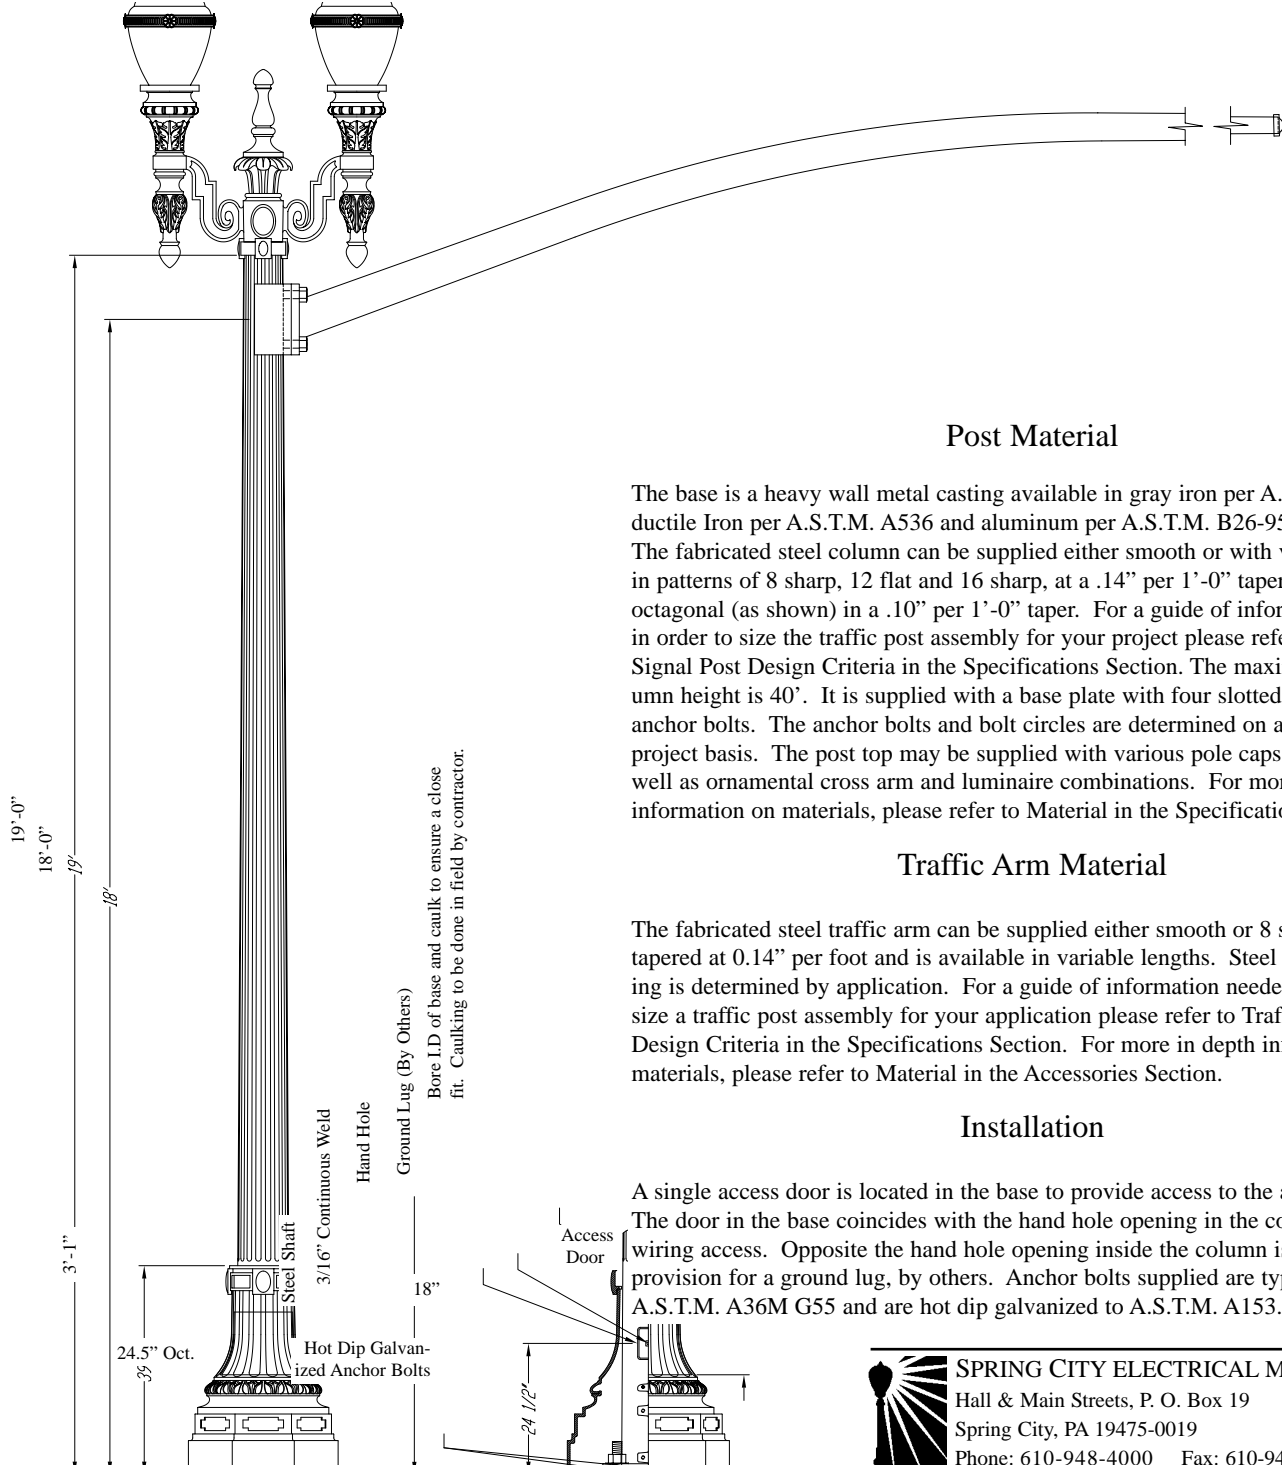 19’-0”
18’-0”
19'
18'
3’-1”
39
24.5” Oct.
Steel Shaft
3/16” Continuous Weld
Hand Hole
Ground Lug (By Others)
Bore I.D of base and caulk to ensure a close
fit.  Caulking to be done in field by contractor.
18”
Hot Dip Galvan-
ized Anchor Bolts
24 1/2"
Access
Door
Post Material
The base is a heavy wall metal casting available in gray iron per A.
ductile Iron per A.S.T.M. A536 and aluminum per A.S.T.M. B26-95
The fabricated steel column can be supplied either smooth or with
in patterns of 8 sharp, 12 flat and 16 sharp, at a .14” per 1’-0” taper
octagonal (as shown) in a .10” per 1’-0” taper.  For a guide of infor
in order to size the traffic post assembly for your project please refe
Signal Post Design Criteria in the Specifications Section. The maxi
umn height is 40’.  It is supplied with a base plate with four slotted
anchor bolts.  The anchor bolts and bolt circles are determined on a
project basis.  The post top may be supplied with various pole caps
well as ornamental cross arm and luminaire combinations.  For mor
information on materials, please refer to Material in the Specificatio
Traffic Arm Material
The fabricated steel traffic arm can be supplied either smooth or 8 s
tapered at 0.14” per foot and is available in variable lengths.  Steel
ing is determined by application.  For a guide of information neede
size a traffic post assembly for your application please refer to Traf
Design Criteria in the Specifications Section.  For more in depth in
materials, please refer to Material in the Accessories Section.
Installation
A single access door is located in the base to provide access to the a
The door in the base coincides with the hand hole opening in the co
wiring access.  Opposite the hand hole opening inside the column is
provision for a ground lug, by others.  Anchor bolts supplied are typ
A.S.T.M. A36M G55 and are hot dip galvanized to A.S.T.M. A153.
SPRING CITY ELECTRICAL M
Hall & Main Streets, P. O. Box 19
Spring City, PA 19475-0019
Phone: 610-948-4000    Fax: 610-94